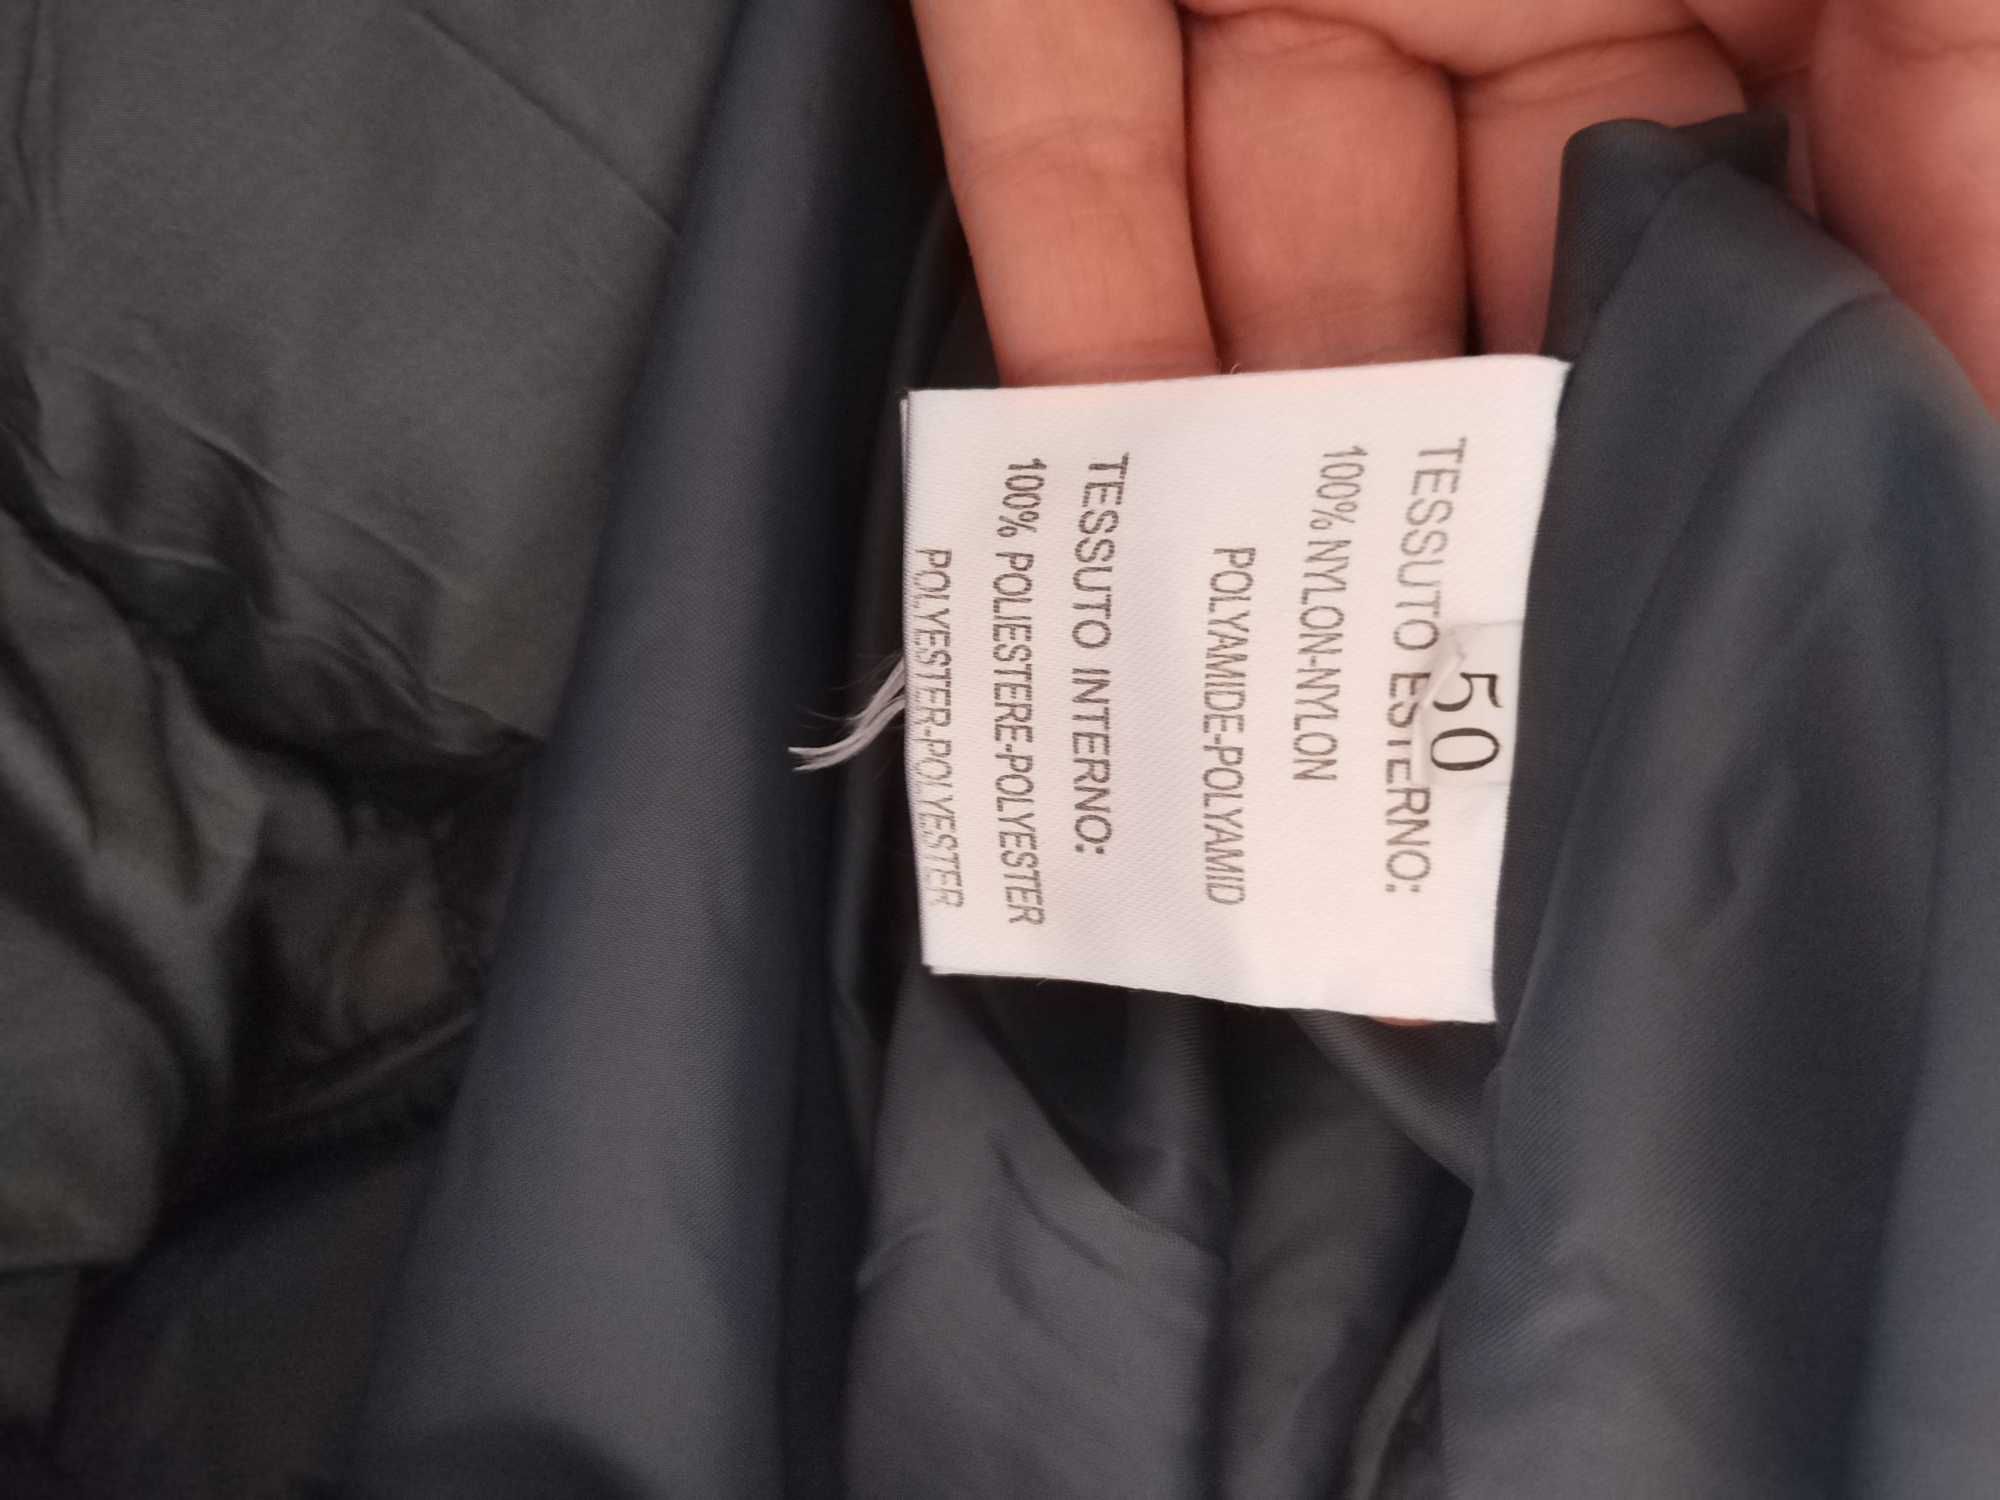 50
TESSUTO ESTERNO:
100% NYLON-NYLON
POLYAMIDE-POLYAMID
TESSUTO INTERNO:
100% POLIESTERE-POLYESTER
POLYESTER-POLYESTER